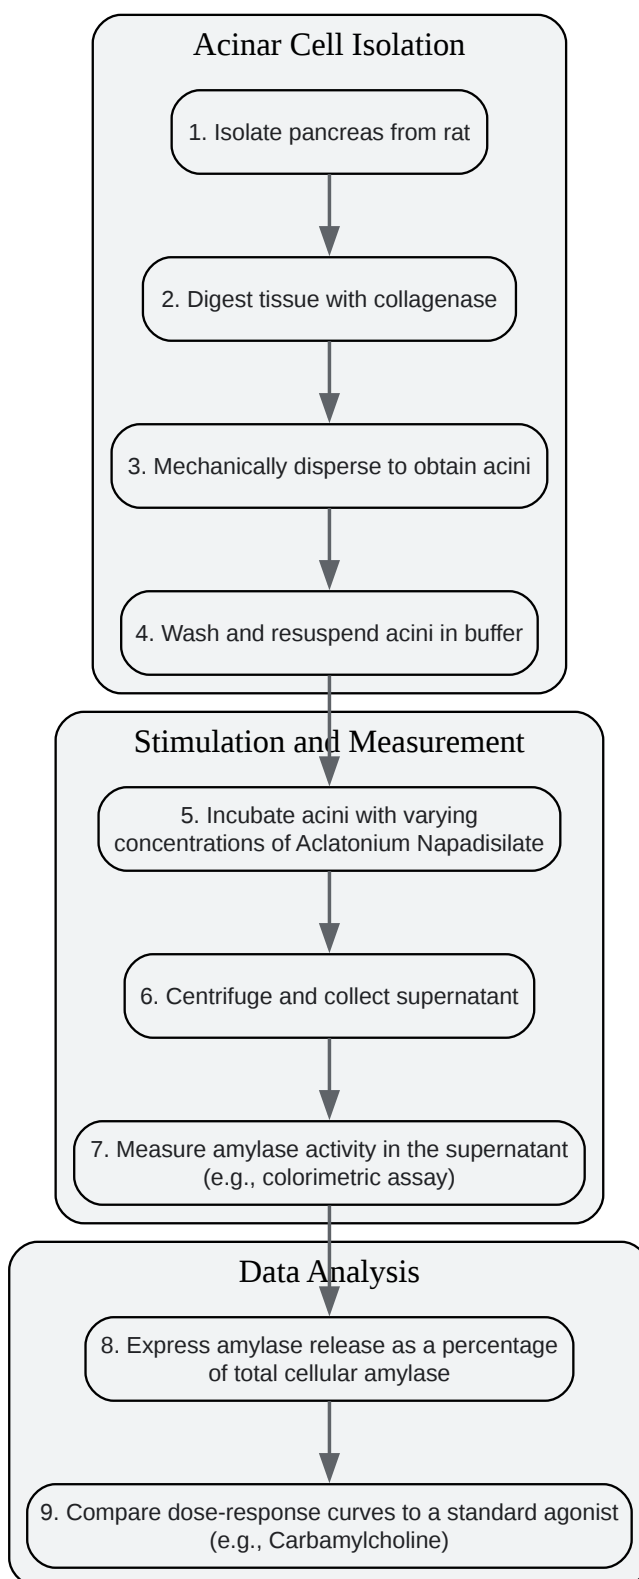 Acinar Cell Isolation
1. Isolate pancreas from rat
2. Digest tissue with collagenase
3. Mechanically disperse to obtain acini
4. Wash and resuspend acini in buffer
Stimulation and Measurement
5. Incubate acini with varying
concentrations of Aclatonium Napadisilate
6. Centrifuge and collect supernatant
7. Measure amylase activity in the supernatant
(e.g., colorimetric assay)
Data Analysis
8. Express amylase release as a percentage
of total cellular amylase
9. Compare dose-response curves to a standard agonist
(e.g., Carbamylcholine)